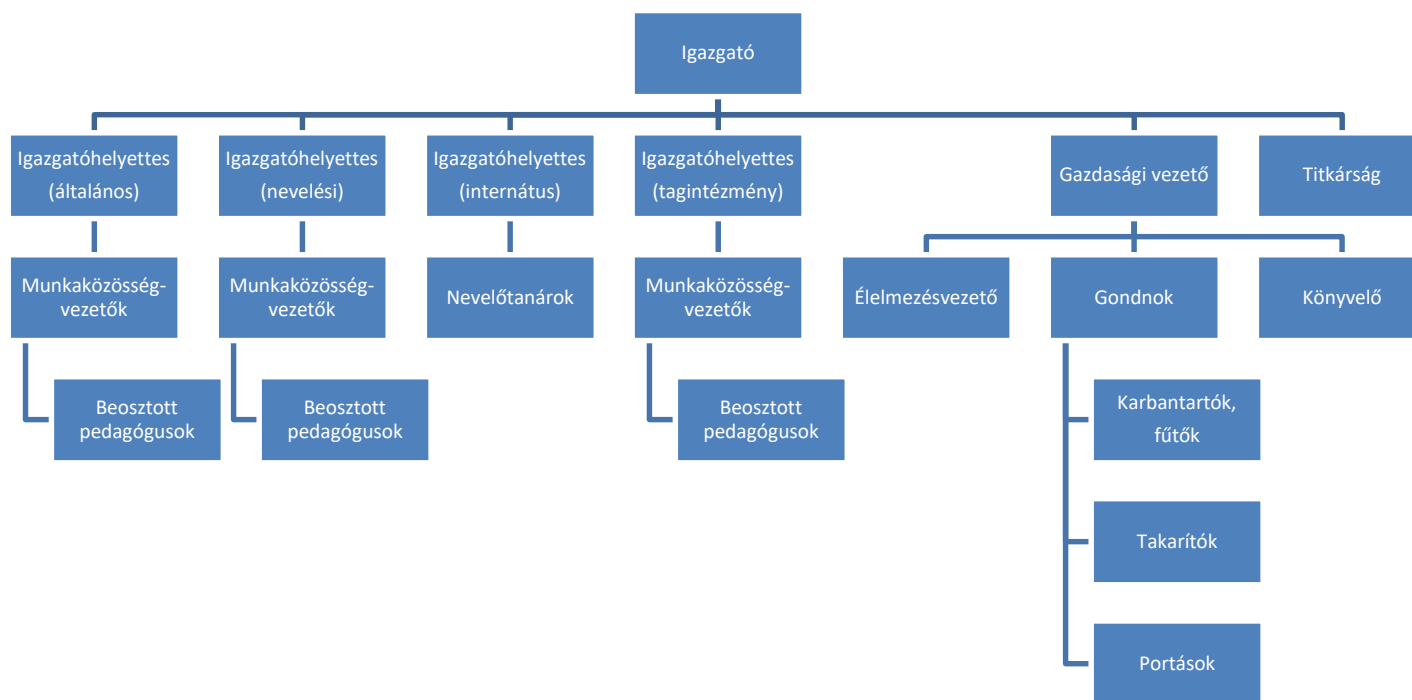 Igazgató
Igazgatóhelyettes
(általános)
Igazgatóhelyettes
(nevelési)
Igazgatóhelyettes
(internátus)
Igazgatóhelyettes
(tagintézmény)
Gazdasági vezető
Titkárság
Munkaközösség-
vezetők
Munkaközösség-
vezetők
Nevelőtanárok
Munkaközösség-
vezetők
Élelmezésvezető
Gondnok
Könyvelő
Beosztott
pedagógusok
Beosztott
pedagógusok
Beosztott
pedagógusok
Karbantartók,
fűtők
Takarítók
Portások